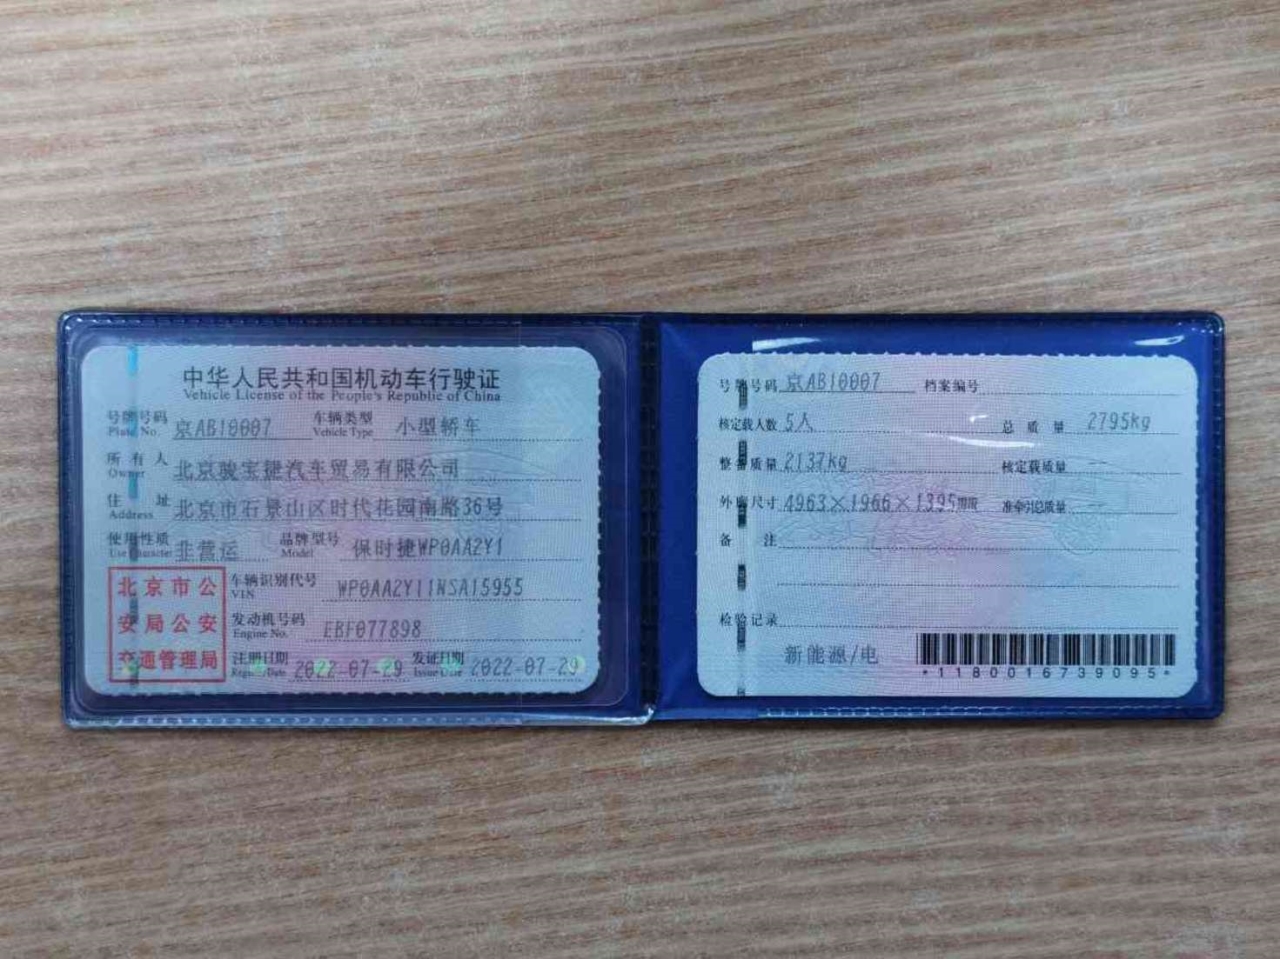 中华人民共和国机动车行驶证
Vehicle License of the People's Republic of China
号牌号码 京AB10007 车辆类型 小型轿车
Plate No. Vehicle Type
所有人 北京骏宝捷汽车贸易有限公司
Owner
住址 北京市石景山区时代花园南路36号
Address
使用性质 非营运 品牌型号 保时捷WP0AA2Y1
Use Character Model
北京市公安局公安交通管理局
车辆识别代号 WP0AA2Y11NSA15955
VIN
发动机号码 EBF077898
Engine No.
注册日期 2022-07-29 发证日期 2022-07-29
Register Date Issue Date
号牌号码 京AB10007 档案编号
核定载人数 5人 总质量 2795kg
整备质量 2137kg 核定载质量 --
外廓尺寸 4963×1966×1395mm 准牵引总质量 --
备注
检验记录
新能源/电
*1180016739095*